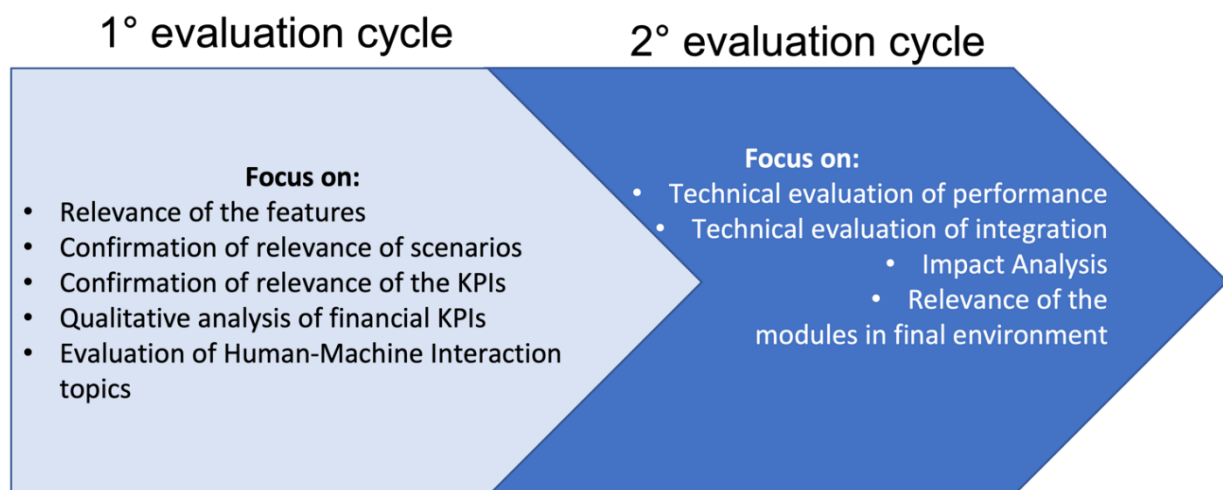 1° evaluation cycle
Focus on:
• Relevance of the features
• Confirmation of relevance of scenarios
• Confirmation of relevance of the KPIs
• Qualitative analysis of financial KPIs
• Evaluation of Human-Machine Interaction
topics
2° evaluation cycle
Focus on:
• Technical evaluation of performance
• Technical evaluation of integration
• Impact Analysis
• Relevance of the
modules in final environment